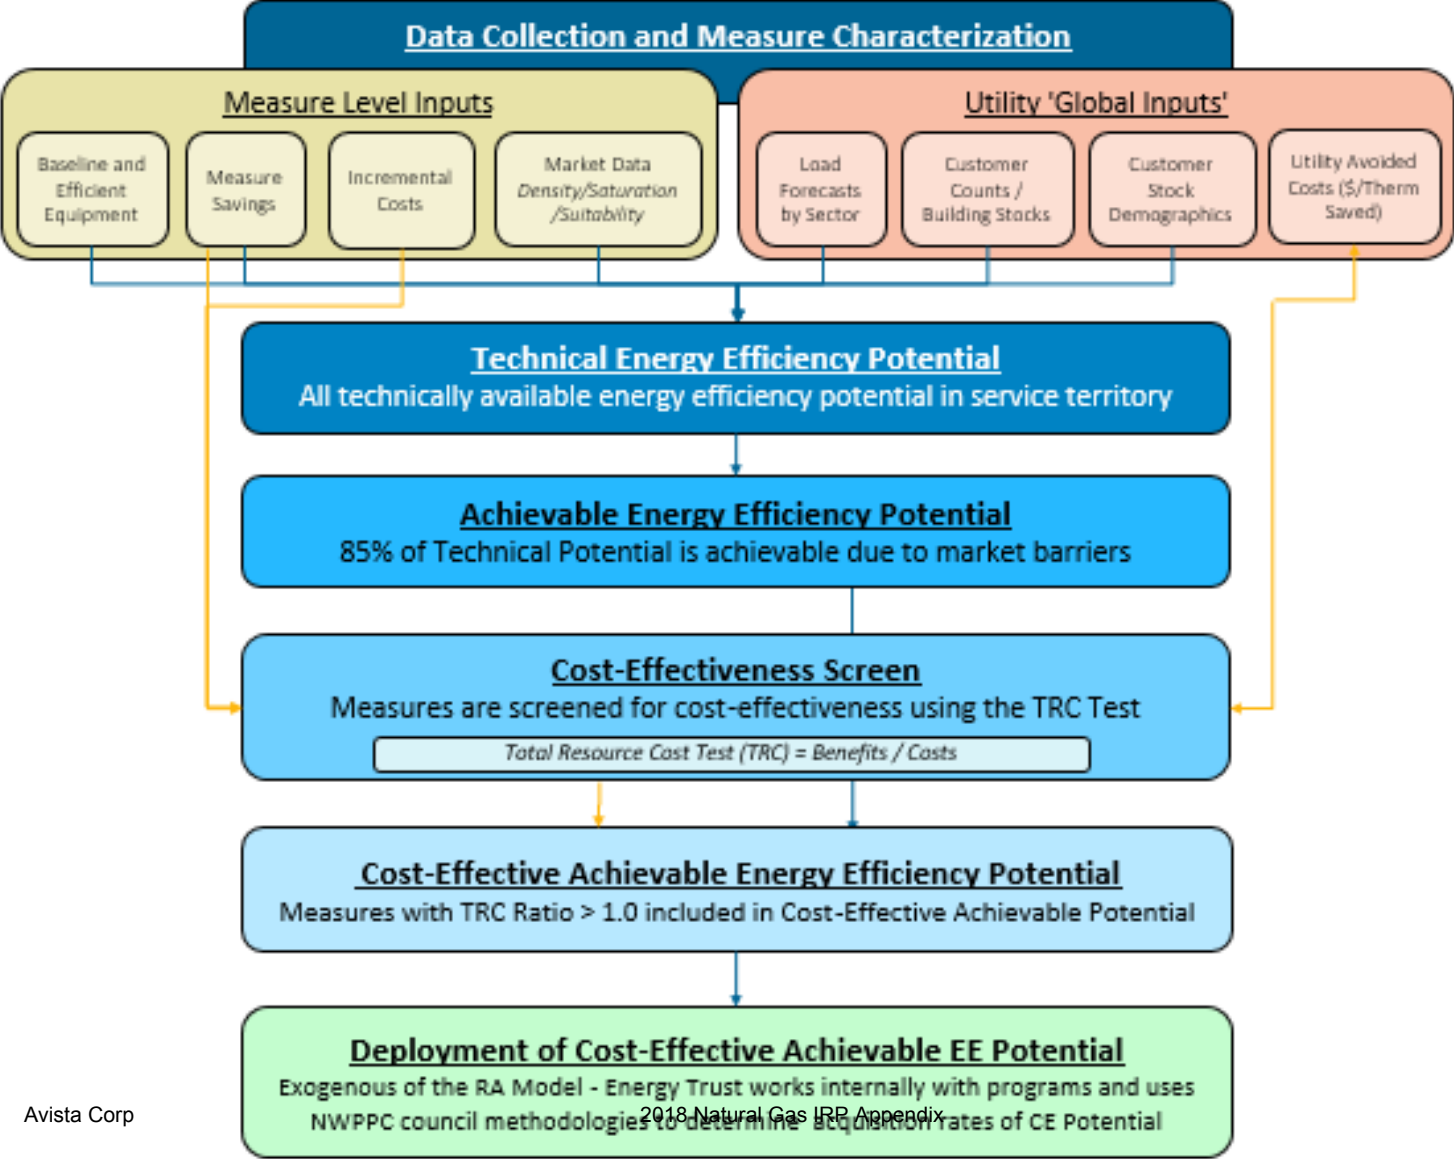 Data Collection and Measure Characterization
Measure Level Inputs
Utility 'Global Inputs'
Baseline and
Efficient
Equipment
Measure
Savings
Incremental
Costs
Market Data
Density/Saturation
/Suitability
Load
Forecasts
by Sector
Customer
Counts /
Building Stocks
Customer
Stock
Demographics
Utility Avoided
Costs ($/Therm
Saved)
Technical Energy Efficiency Potential
All technically available energy efficiency potential in service territory
Achievable Energy Efficiency Potential
85% of Technical Potential is achievable due to market barriers
Cost-Effectiveness Screen
Measures are screened for cost-effectiveness using the TRC Test
Total Resource Cost Test (TRC) = Benefits / Costs
Cost-Effective Achievable Energy Efficiency Potential
Measures with TRC Ratio > 1.0 included in Cost-Effective Achievable Potential
Deployment of Cost-Effective Achievable EE Potential
Exogenous of the RA Model - Energy Trust works internally with programs and uses
NWPPC council methodologies to determine acquisition rates of CE Potential
Avista Corp
2018 Natural Gas IRP Appendix